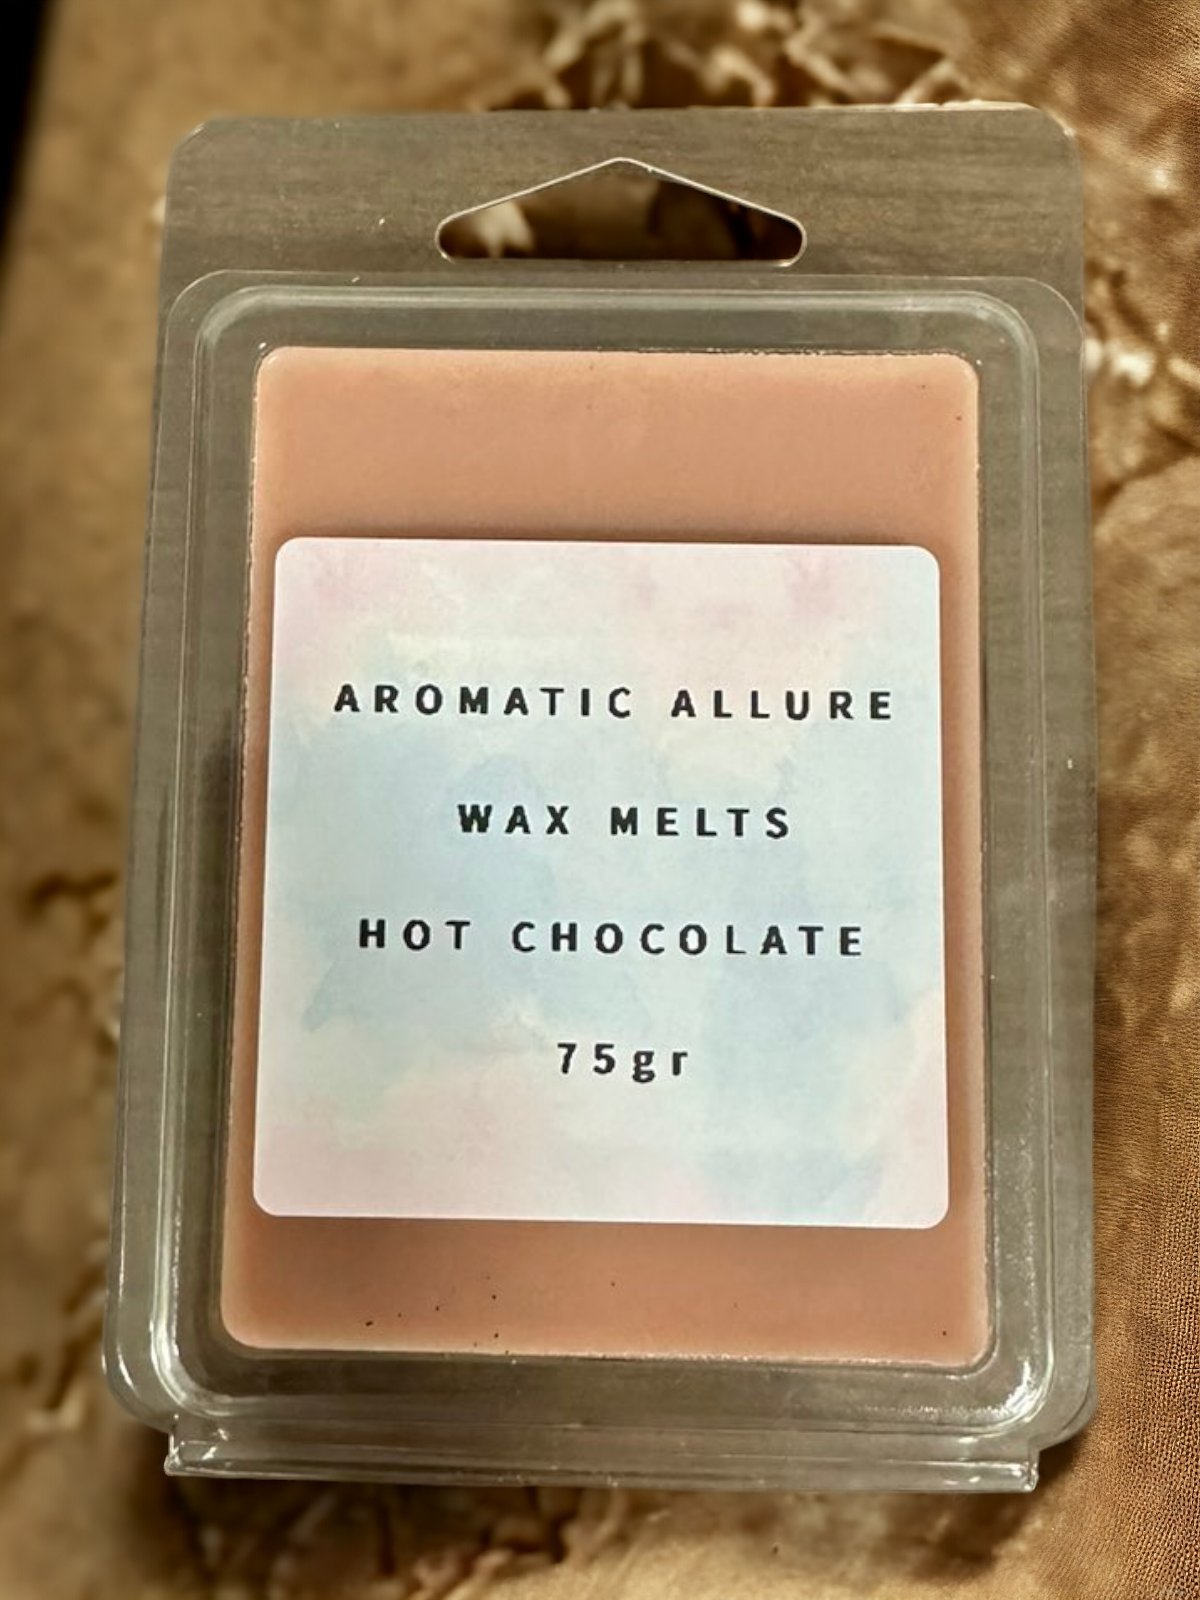 AROMATIC ALLURE
WAX MELTS
HOT CHOCOLATE
75gr